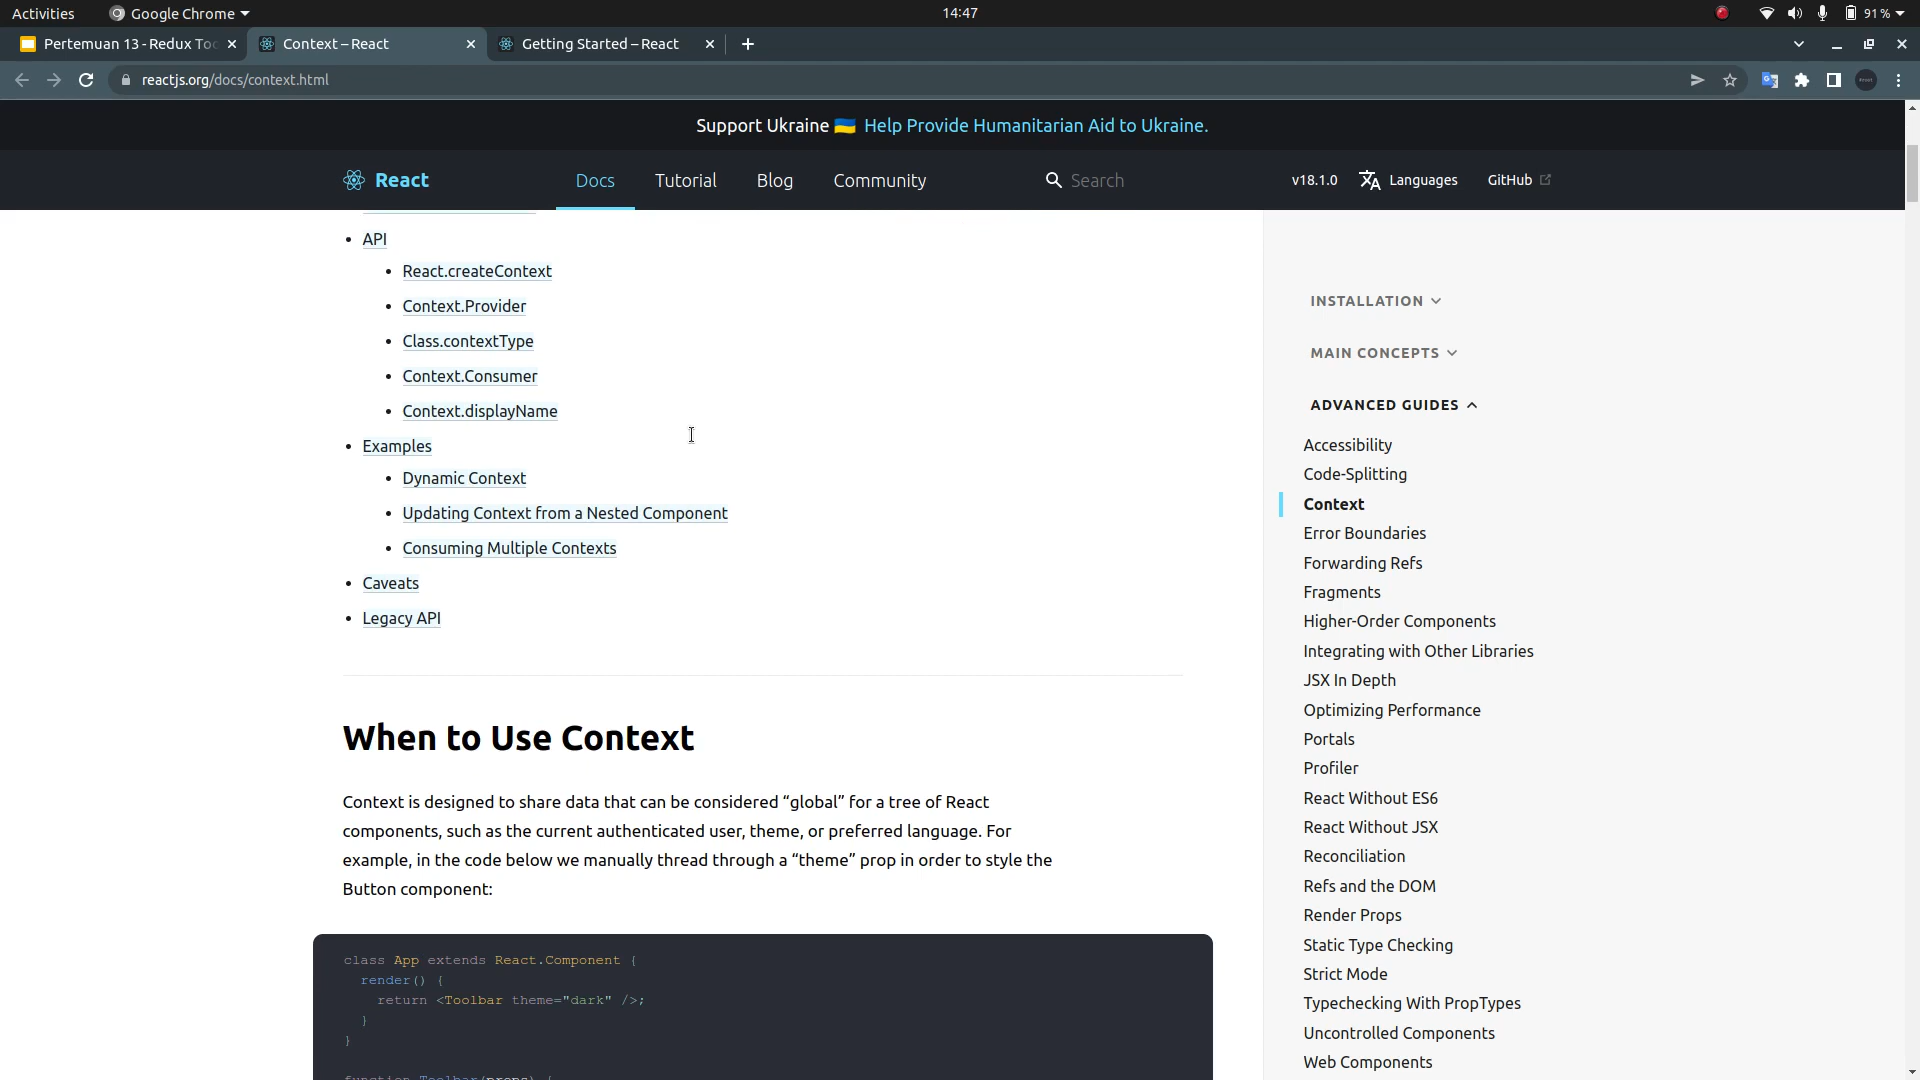 Activities
Google Chrome
14:47
91 %
Pertemuan 13 - Redux Too
Context – React
Getting Started – React
reactjs.org/docs/context.html
Support Ukraine 🇺🇦 Help Provide Humanitarian Aid to Ukraine.
React
Docs
Tutorial
Blog
Community
Search
v18.1.0
Languages
GitHub
API
React.createContext
Context.Provider
Class.contextType
Context.Consumer
Context.displayName
Examples
Dynamic Context
Updating Context from a Nested Component
Consuming Multiple Contexts
Caveats
Legacy API
When to Use Context
Context is designed to share data that can be considered “global” for a tree of React
components, such as the current authenticated user, theme, or preferred language. For
example, in the code below we manually thread through a “theme” prop in order to style the
Button component:
class App extends React.Component {
render() {
return <Toolbar theme="dark" />;
}
}
function Toolbar(props) {
INSTALLATION
MAIN CONCEPTS
ADVANCED GUIDES
Accessibility
Code-Splitting
Context
Error Boundaries
Forwarding Refs
Fragments
Higher-Order Components
Integrating with Other Libraries
JSX In Depth
Optimizing Performance
Portals
Profiler
React Without ES6
React Without JSX
Reconciliation
Refs and the DOM
Render Props
Static Type Checking
Strict Mode
Typechecking With PropTypes
Uncontrolled Components
Web Components